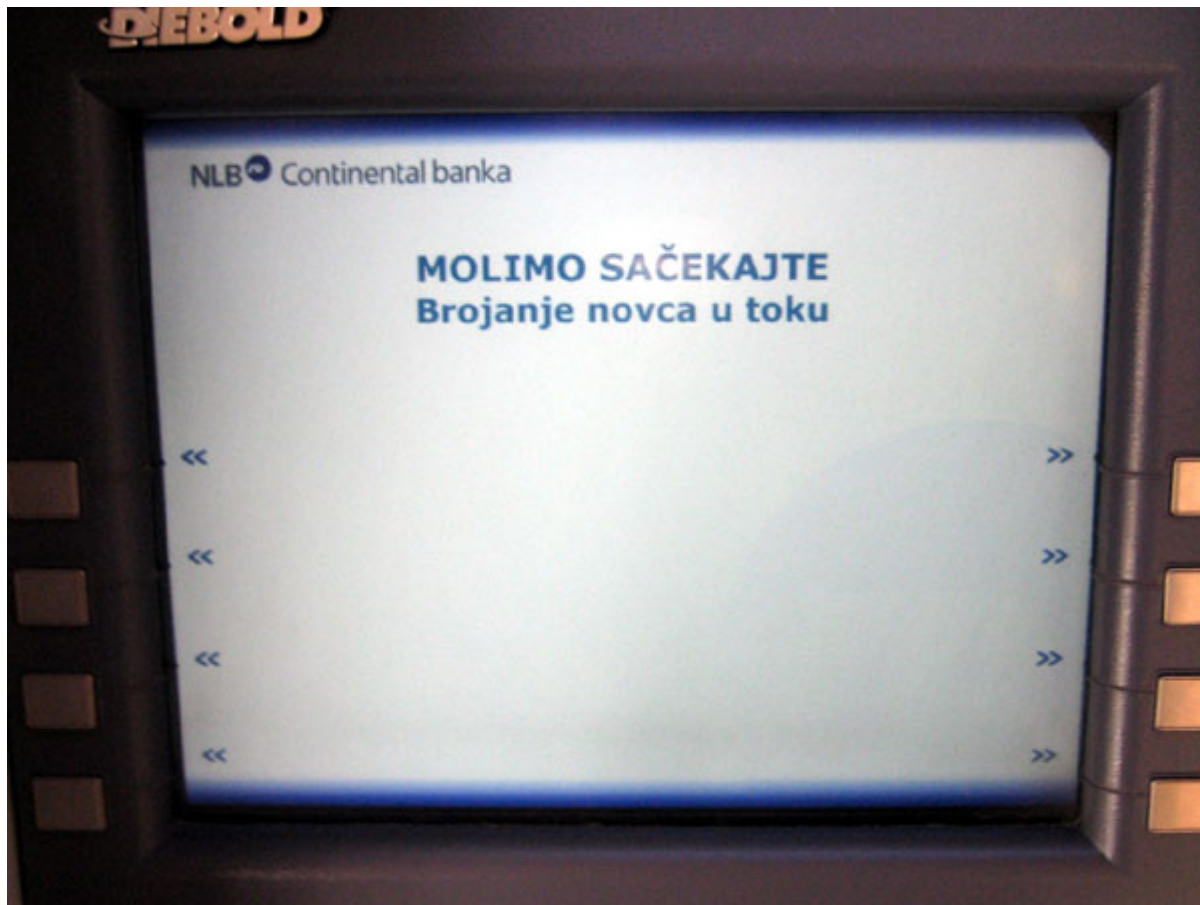 DIEBOLD
NLB Continental banka
MOLIMO SAČEKAJTE
Brojanje novca u toku
<< >>
<< >>
<< >>
<< >>